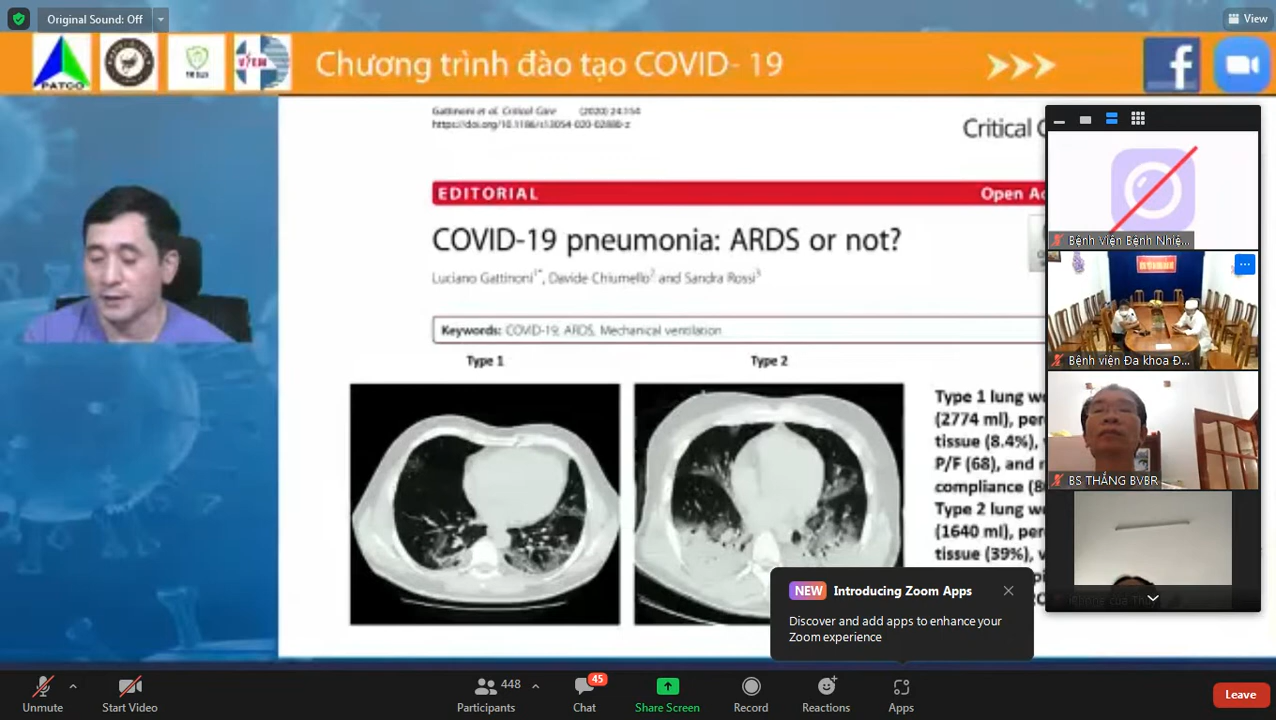 Original Sound: Off
View
PATCO
Chương trình đào tạo COVID- 19
Gattinoni et al. Critical Care (2020) 24:154
https://doi.org/10.1186/s13054-020-02880-z
Critical C
EDITORIAL
Open Ac
COVID-19 pneumonia: ARDS or not?
Luciano Gattinoni1*, Davide Chiumello2 and Sandra Rossi3
Keywords: COVID-19, ARDS, Mechanical ventilation
Type 1
Type 2
Type 1 lung we
(2774 ml), per
tissue (8.4%), v
P/F (68), and r
compliance (8
Type 2 lung we
(1640 ml), per
tissue (39%), v
Bệnh Viện Bệnh Nhiệ...
Bệnh viện Đa khoa Đ...
BS THẮNG BVBR
NEW Introducing Zoom Apps
Discover and add apps to enhance your
Zoom experience
Unmute
Start Video
448
Participants
45
Chat
Share Screen
Record
Reactions
Apps
Leave